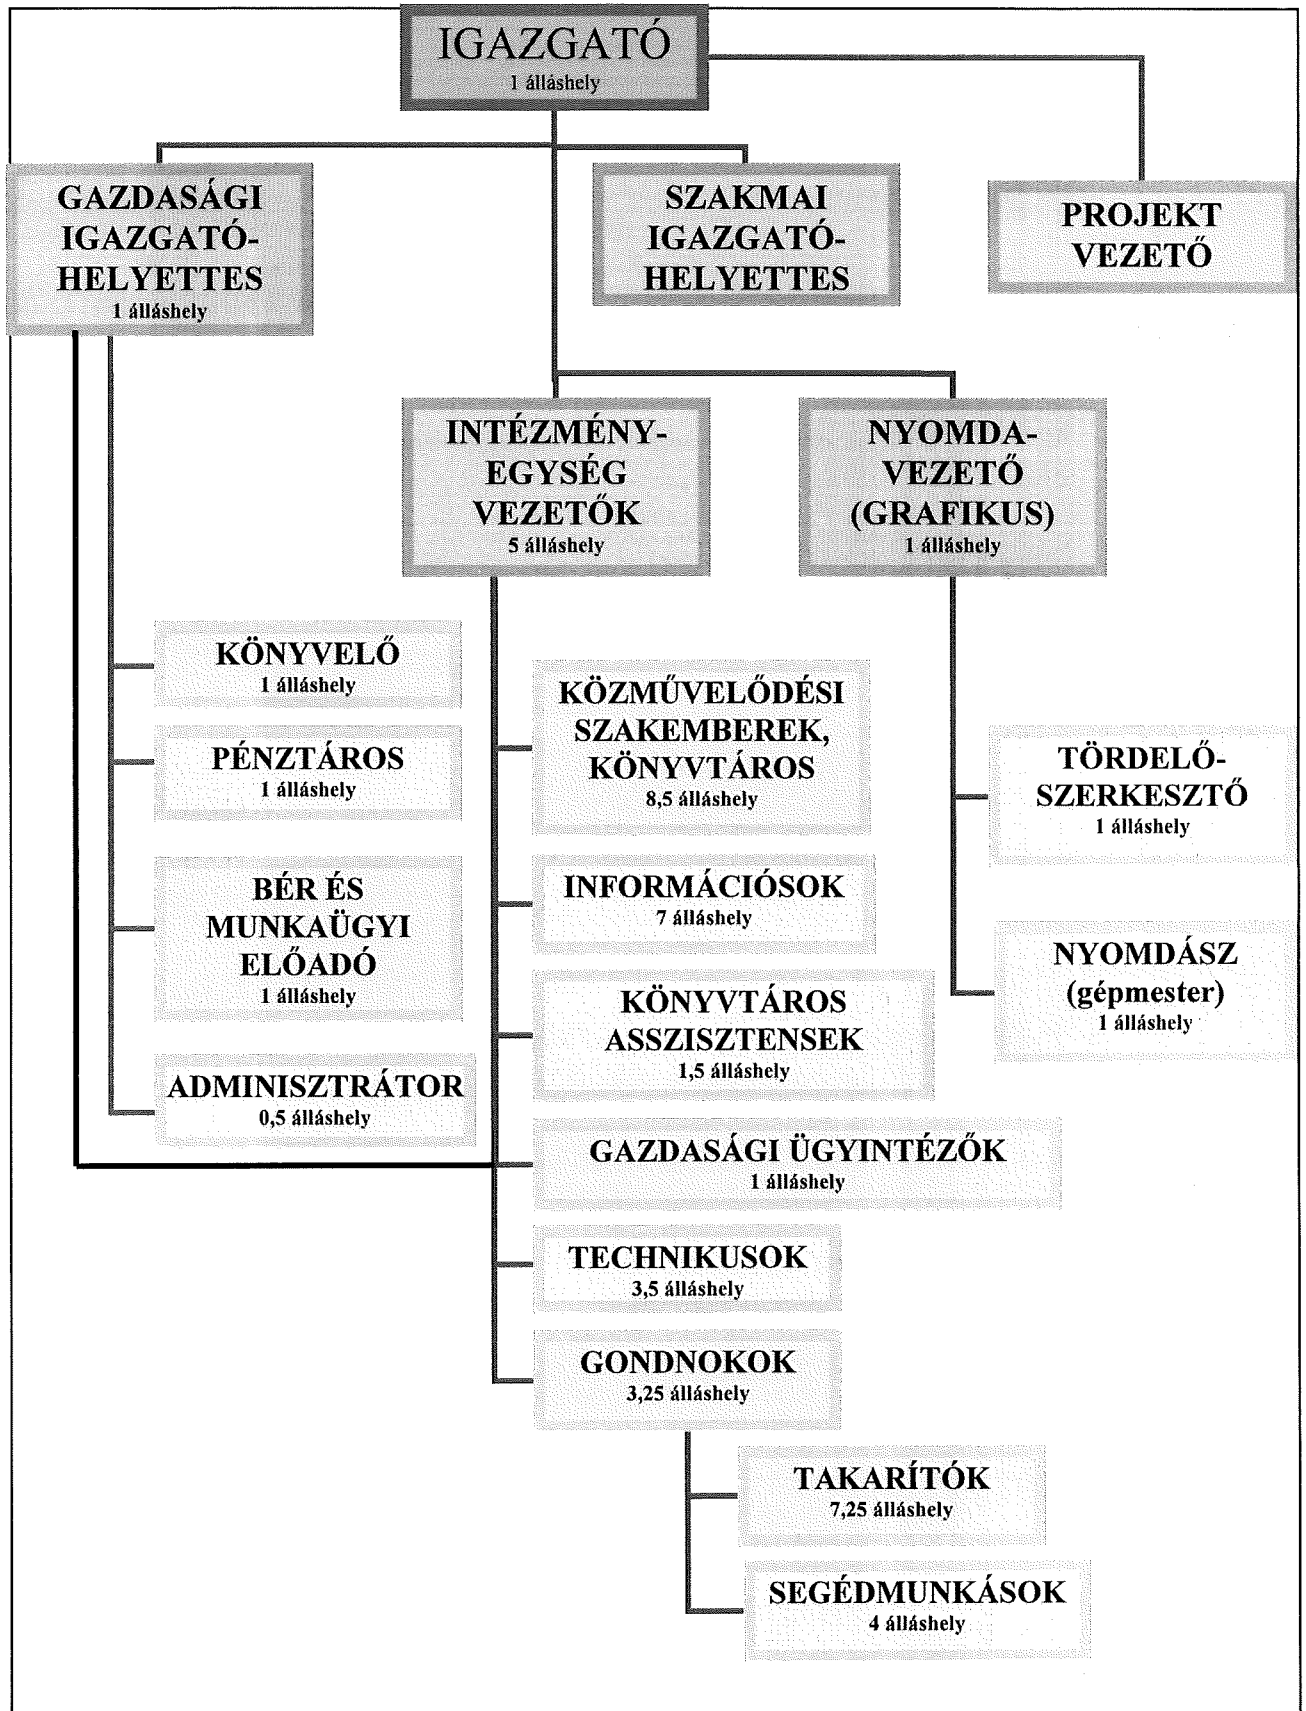 IGAZGATÓ
1 álláshely
GAZDASÁGI
IGAZGATÓ-
HELYETTES
1 álláshely
SZAKMAI
IGAZGATÓ-
HELYETTES
PROJEKT
VEZETŐ
INTÉZMÉNY-
EGYSÉG
VEZETŐK
5 álláshely
NYOMDA-
VEZETŐ
(GRAFIKUS)
1 álláshely
KÖNYVELŐ
1 álláshely
PÉNZTÁROS
1 álláshely
BÉR ÉS
MUNKAÜGYI
ELŐADÓ
1 álláshely
ADMINISZTRÁTOR
0,5 álláshely
KÖZMŰVELŐDÉSI
SZAKEMBEREK,
KÖNYVTÁROS
8,5 álláshely
INFORMÁCIÓSOK
7 álláshely
KÖNYVTÁROS
ASSZISZTENSEK
1,5 álláshely
GAZDASÁGI ÜGYINTÉZŐK
1 álláshely
TECHNIKUSOK
3,5 álláshely
GONDNOKOK
3,25 álláshely
TAKARÍTÓK
7,25 álláshely
SEGÉDMUNKÁSOK
4 álláshely
TÖRDELŐ-
SZERKESZTŐ
1 álláshely
NYOMDÁSZ
(gépmester)
1 álláshely